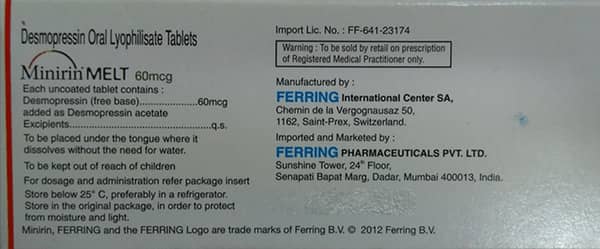 Desmopressin Oral Lyophilisate Tablets
Minirin MELT 60mcg
Each uncoated tablet contains :
Desmopressin (free base)....................60mcg
added as Desmopressin acetate
Excipients.................................................q.s.
To be placed under the tongue where it
dissolves without the need for water.
To be kept out of reach of children
For dosage and administration refer package insert
Store below 25° C, preferably in a refrigerator.
Store in the original package, in order to protect
from moisture and light.
Import Lic. No. : FF-641-23174
Warning : To be sold by retail on prescription
of Registered Medical Practitioner only.
Manufactured by :
FERRING International Center SA,
Chemin de la Vergognausaz 50,
1162, Saint-Prex, Switzerland.
Imported and Marketed by :
FERRING PHARMACEUTICALS PVT. LTD.
Sunshine Tower, 24th Floor,
Senapati Bapat Marg, Dadar, Mumbai 400013, India.
Minirin, FERRING and the FERRING Logo are trade marks of Ferring B.V. © 2012 Ferring B.V.